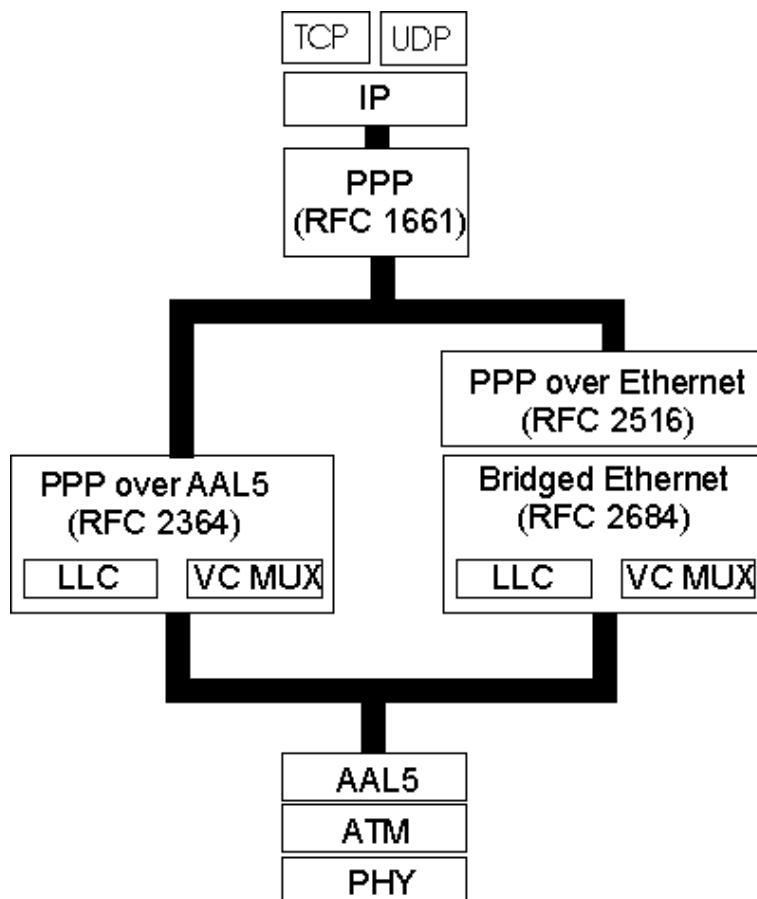 TCP UDP
IP
PPP
(RFC 1661)
PPP over Ethernet
(RFC 2516)
PPP over AAL5
(RFC 2364)
LLC VC MUX
Bridged Ethernet
(RFC 2684)
LLC VC MUX
AAL5
ATM
PHY